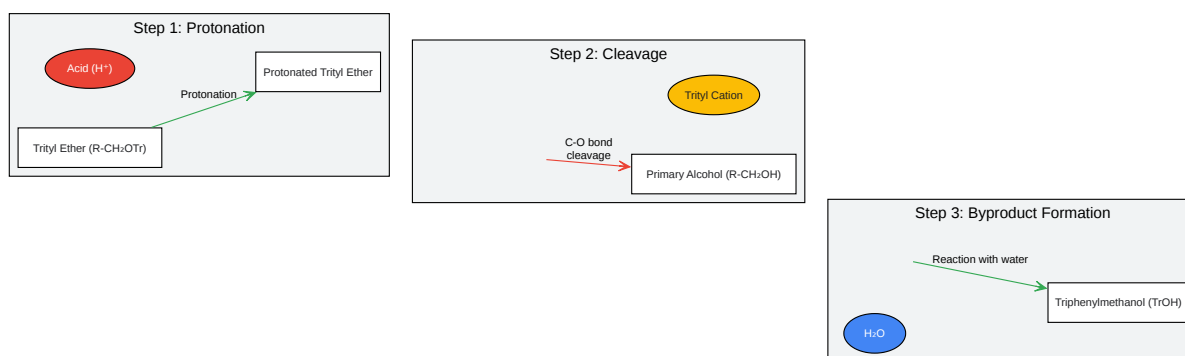 Step 1: Protonation
Acid (H⁺)
Protonated Trityl Ether
Protonation
Trityl Ether (R-CH₂OTr)
Step 2: Cleavage
Trityl Cation
C-O bond
cleavage
Primary Alcohol (R-CH₂OH)
Step 3: Byproduct Formation
Reaction with water
Triphenylmethanol (TrOH)
H₂O